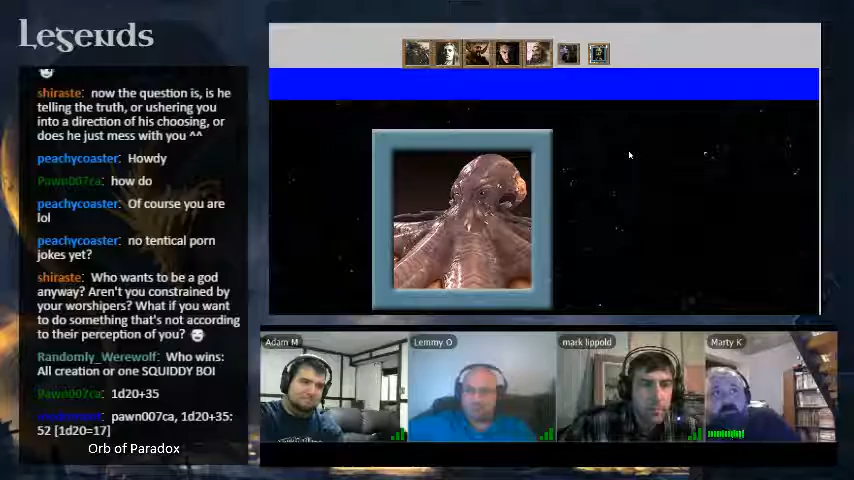 Legends
shiraste: now the question is, is he
telling the truth, or ushering you
into a direction of his choosing, or
does he just mess with you ^^
peachycoaster: Howdy
Pawn007ca: how do
peachycoaster: Of course you are
lol
peachycoaster: no tentical porn
jokes yet?
shiraste: Who wants to be a god
anyway? Aren't you constrained by
your worshipers? What if you want
to do something that's not according
to their perception of you?
Randomly_Werewolf: Who wins:
All creation or one SQUIDDY BOI
Pawn007ca: 1d20+35
pawn007ca, 1d20+35:
52 [1d20=17]
Orb of Paradox
Adam M
Lemmy O
mark lippold
Marty K